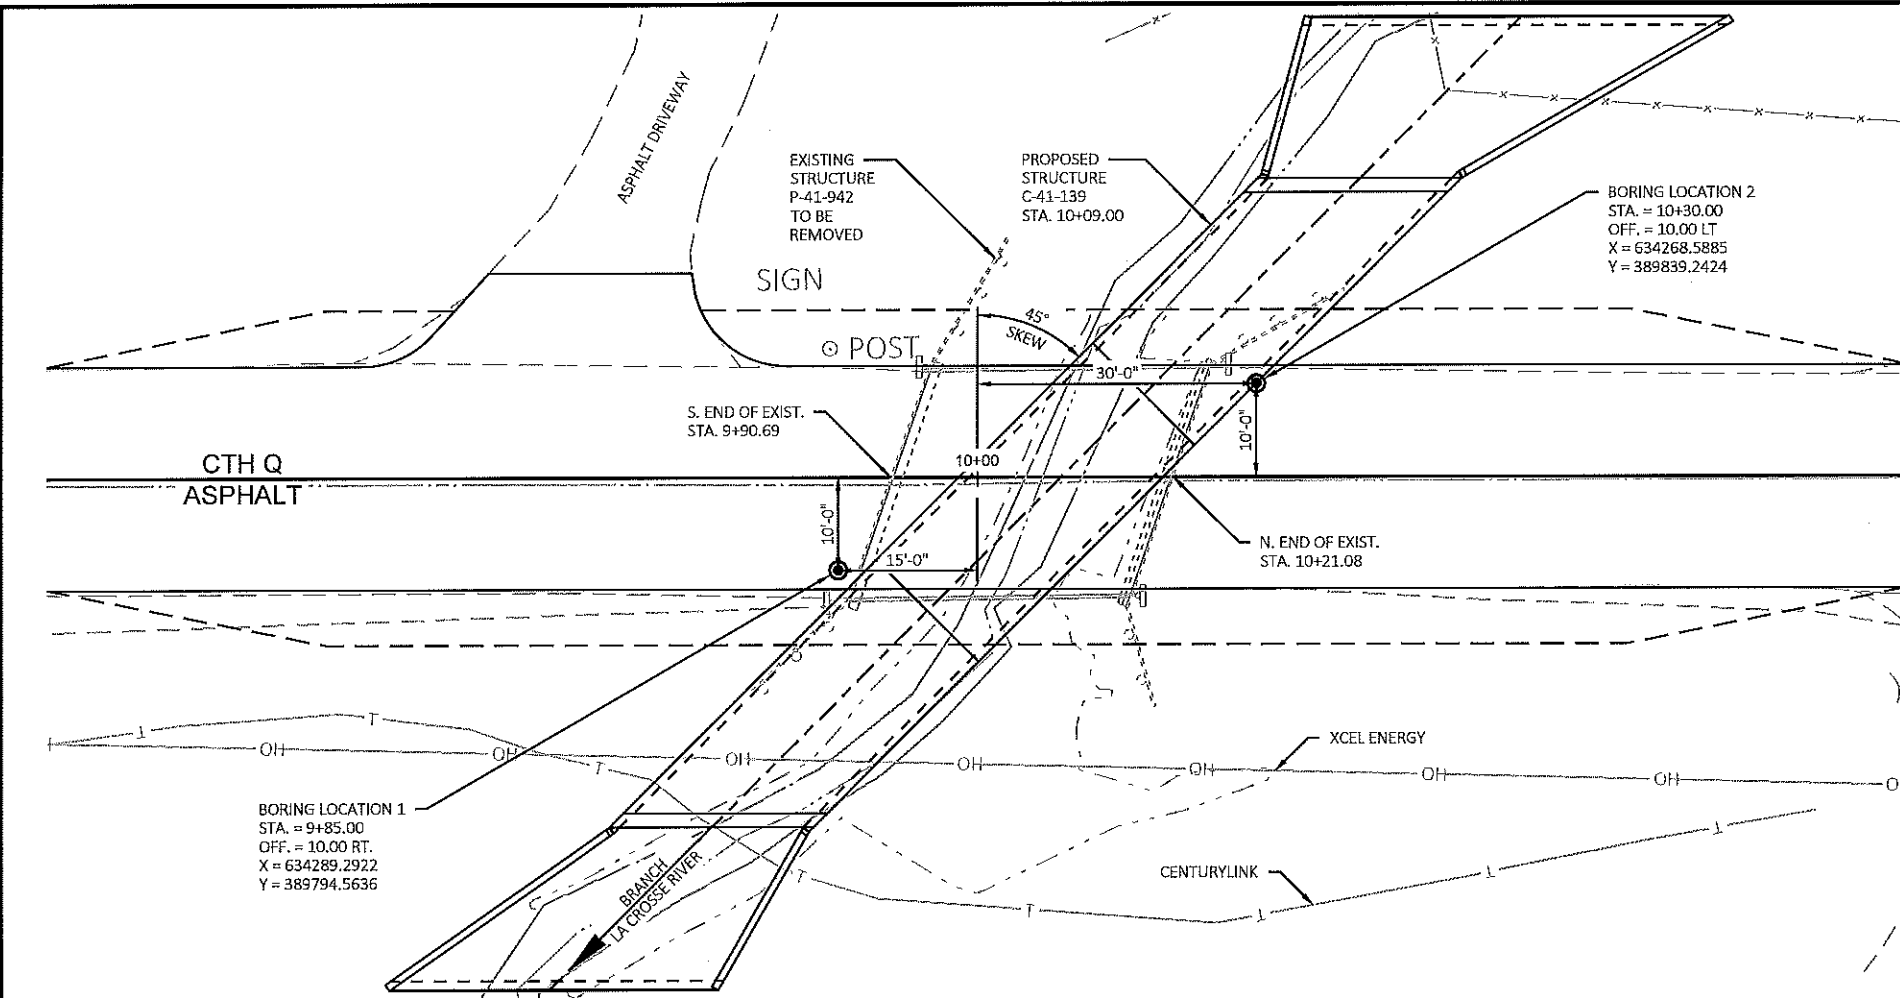 ASPHALT DRIVEWAY
EXISTING
STRUCTURE
P-41-942
TO BE
REMOVED
PROPOSED
STRUCTURE
C-41-139
STA. 10+09.00
BORING LOCATION 2
STA. = 10+30.00
OFF. = 10.00 LT
X = 634268.5885
Y = 389839.2424
SIGN
POST
45°
SKEW
30'-0"
10'-0"
S. END OF EXIST.
STA. 9+90.69
10+00
CTH Q
ASPHALT
10'-0"
15'-0"
N. END OF EXIST.
STA. 10+21.08
XCEL ENERGY
T
T
T
T
T
T
T
T
T
OH
OH
OH
OH
OH
OH
OH
BORING LOCATION 1
STA. = 9+85.00
OFF. = 10.00 RT.
X = 634289.2922
Y = 389794.5636
CENTURYLINK
BRANCH
LA CROSSE RIVER